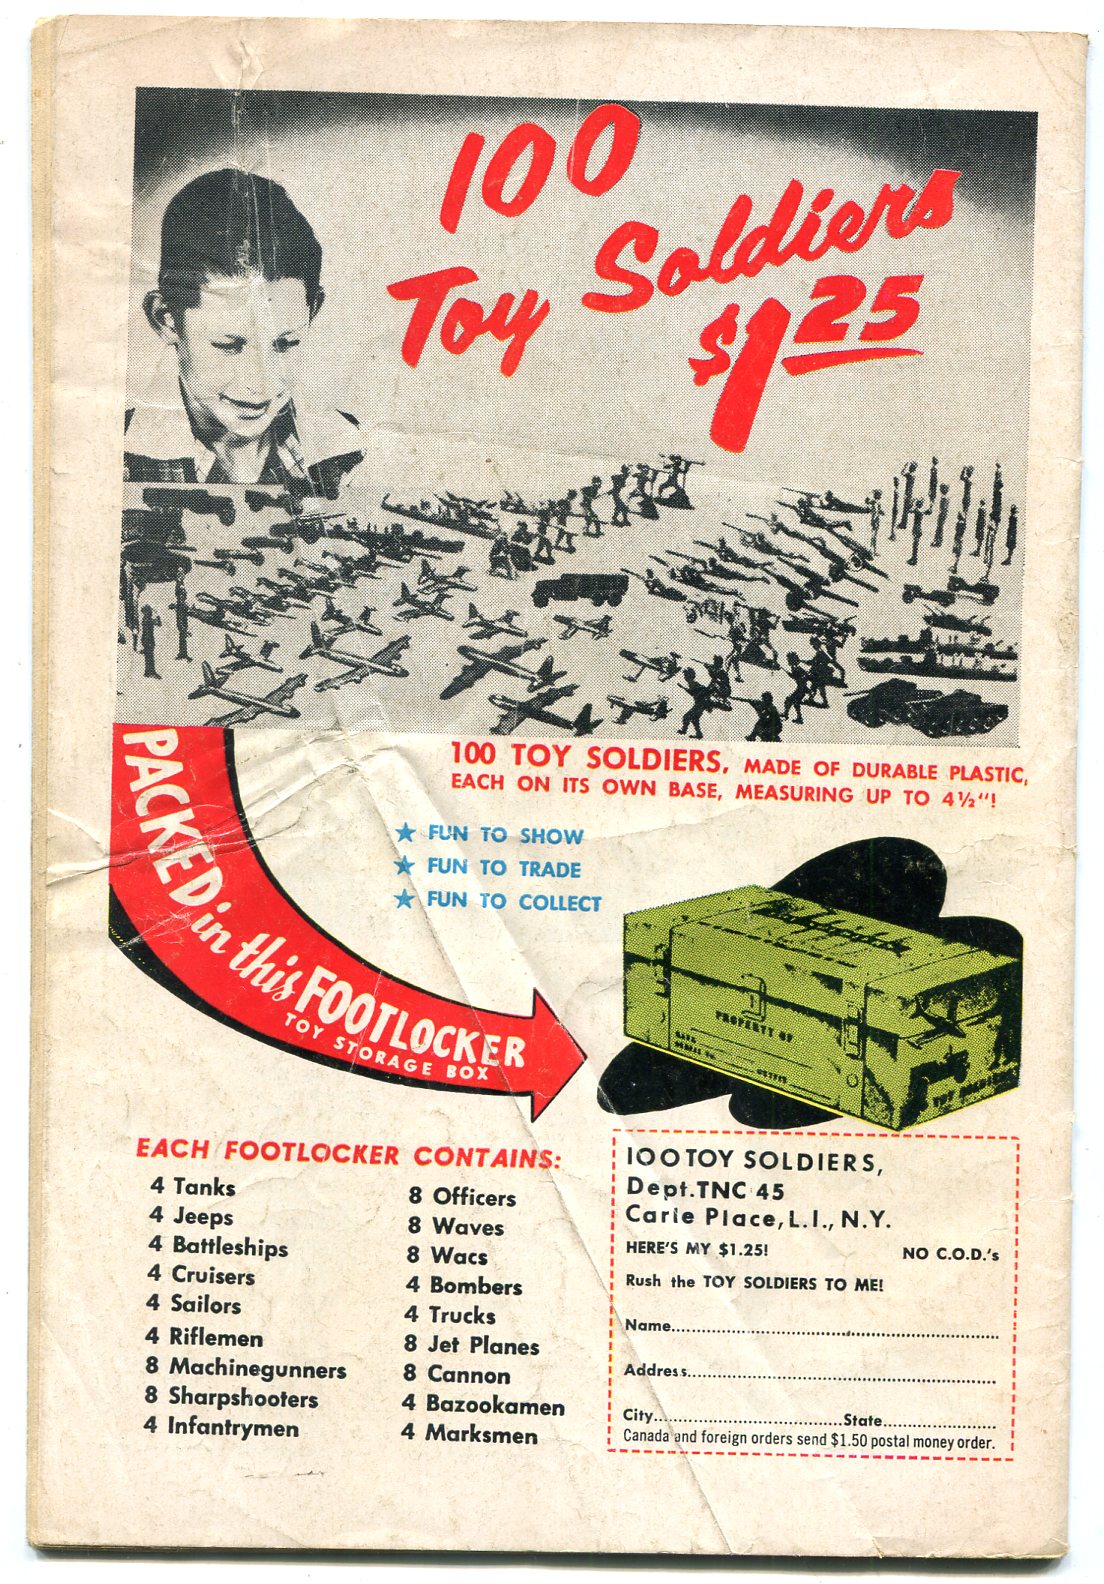 100
Toy Soldiers
$1.25
100 TOY SOLDIERS, MADE OF DURABLE PLASTIC,
EACH ON ITS OWN BASE, MEASURING UP TO 4½"!
★ FUN TO SHOW
★ FUN TO TRADE
★ FUN TO COLLECT
PACKED in this FOOTLOCKER
TOY STORAGE BOX
PROPERTY OF
TOY SOLDIERS
EACH FOOTLOCKER CONTAINS:
4 Tanks
4 Jeeps
4 Battleships
4 Cruisers
4 Sailors
4 Riflemen
8 Machinegunners
8 Sharpshooters
4 Infantrymen
8 Officers
8 Waves
8 Wacs
4 Bombers
4 Trucks
8 Jet Planes
8 Cannon
4 Bazookamen
4 Marksmen
100 TOY SOLDIERS,
Dept. TNC 45
Carle Place, L.I., N.Y.
HERE'S MY $1.25! NO C.O.D.'s
Rush the TOY SOLDIERS TO ME!
Name
Address
City State
Canada and foreign orders send $1.50 postal money order.